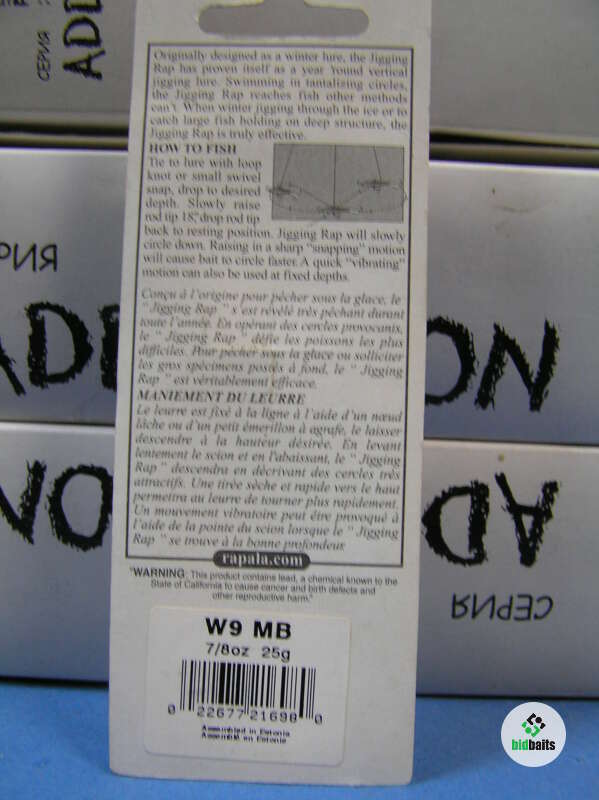 СЕРИЯ
ADD
Originally designed as a winter lure, the Jigging
Rap has proven itself as a year 'round vertical
jigging lure. Swimming in tantalizing circles,
the Jigging Rap reaches fish other methods
can't. When winter jigging through the ice or to
catch large fish holding on deep structure, the
Jigging Rap is truly effective.
HOW TO FISH
Tie to lure with loop
knot or small swivel
snap, drop to desired
depth. Slowly raise
rod tip 18", drop rod tip
back to resting position. Jigging Rap will slowly
circle down. Raising in a sharp "snapping" motion
will cause bait to circle faster. A quick "vibrating"
motion can also be used at fixed depths.
Conçu à l'origine pour pêcher sous la glace, le
" Jigging Rap " s'est révélé très pêchant durant
toute l'année. En opérant des cercles provocants,
le " Jigging Rap " défie les poissons les plus
difficiles. Pour pêcher sous la glace ou solliciter
les gros spécimens postés à fond, le " Jigging
Rap " est véritablement efficace.
MANIEMENT DU LEURRE
Le leurre est fixé à la ligne à l'aide d'un nœud
lâche ou d'un petit émerillon à agrafe, le laisser
descendre à la hauteur désirée. En levant
lentement le scion et en l'abaissant, le " Jigging
Rap " descendra en décrivant des cercles très
attractifs. Une tirée sèche et rapide vers le haut
permettra au leurre de tourner plus rapidement.
Un mouvement vibratoire peut être provoqué à
l'aide de la pointe du scion lorsque le " Jigging
Rap " se trouve à la bonne profondeur
rapala.com
"WARNING: This product contains lead, a chemical known to the
State of California to cause cancer and birth defects and
other reproductive harm."
W9 MB
7/8oz 25g
0 22677 21698 0
Assembled in Estonia
Assemblé en Estonie
РИЯ
ADD
ON
NO
AD
СЕРИЯ
bidbaits